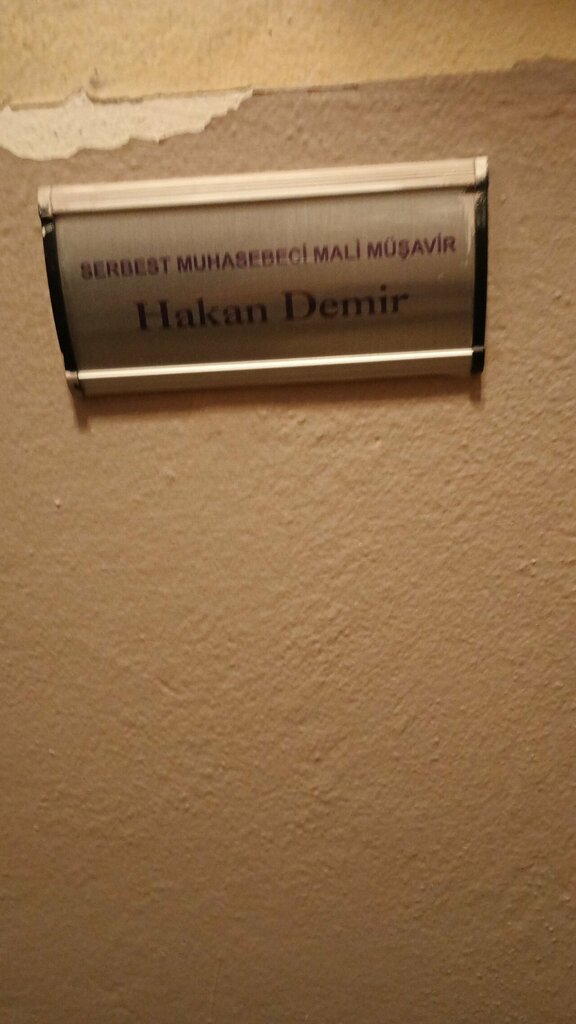 SERBEST MUHASEBECİ MALİ MÜŞAVİR
Hakan Demir